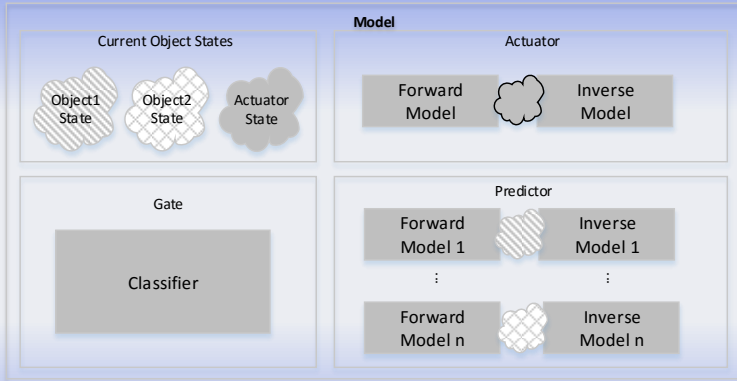 Model
Current Object States
Object1
State
Object2
State
Actuator
State
Actuator
Forward
Model
Inverse
Model
Gate
Classifier
Predictor
Forward
Model 1
Inverse
Model 1
...
...
Forward
Model n
Inverse
Model n